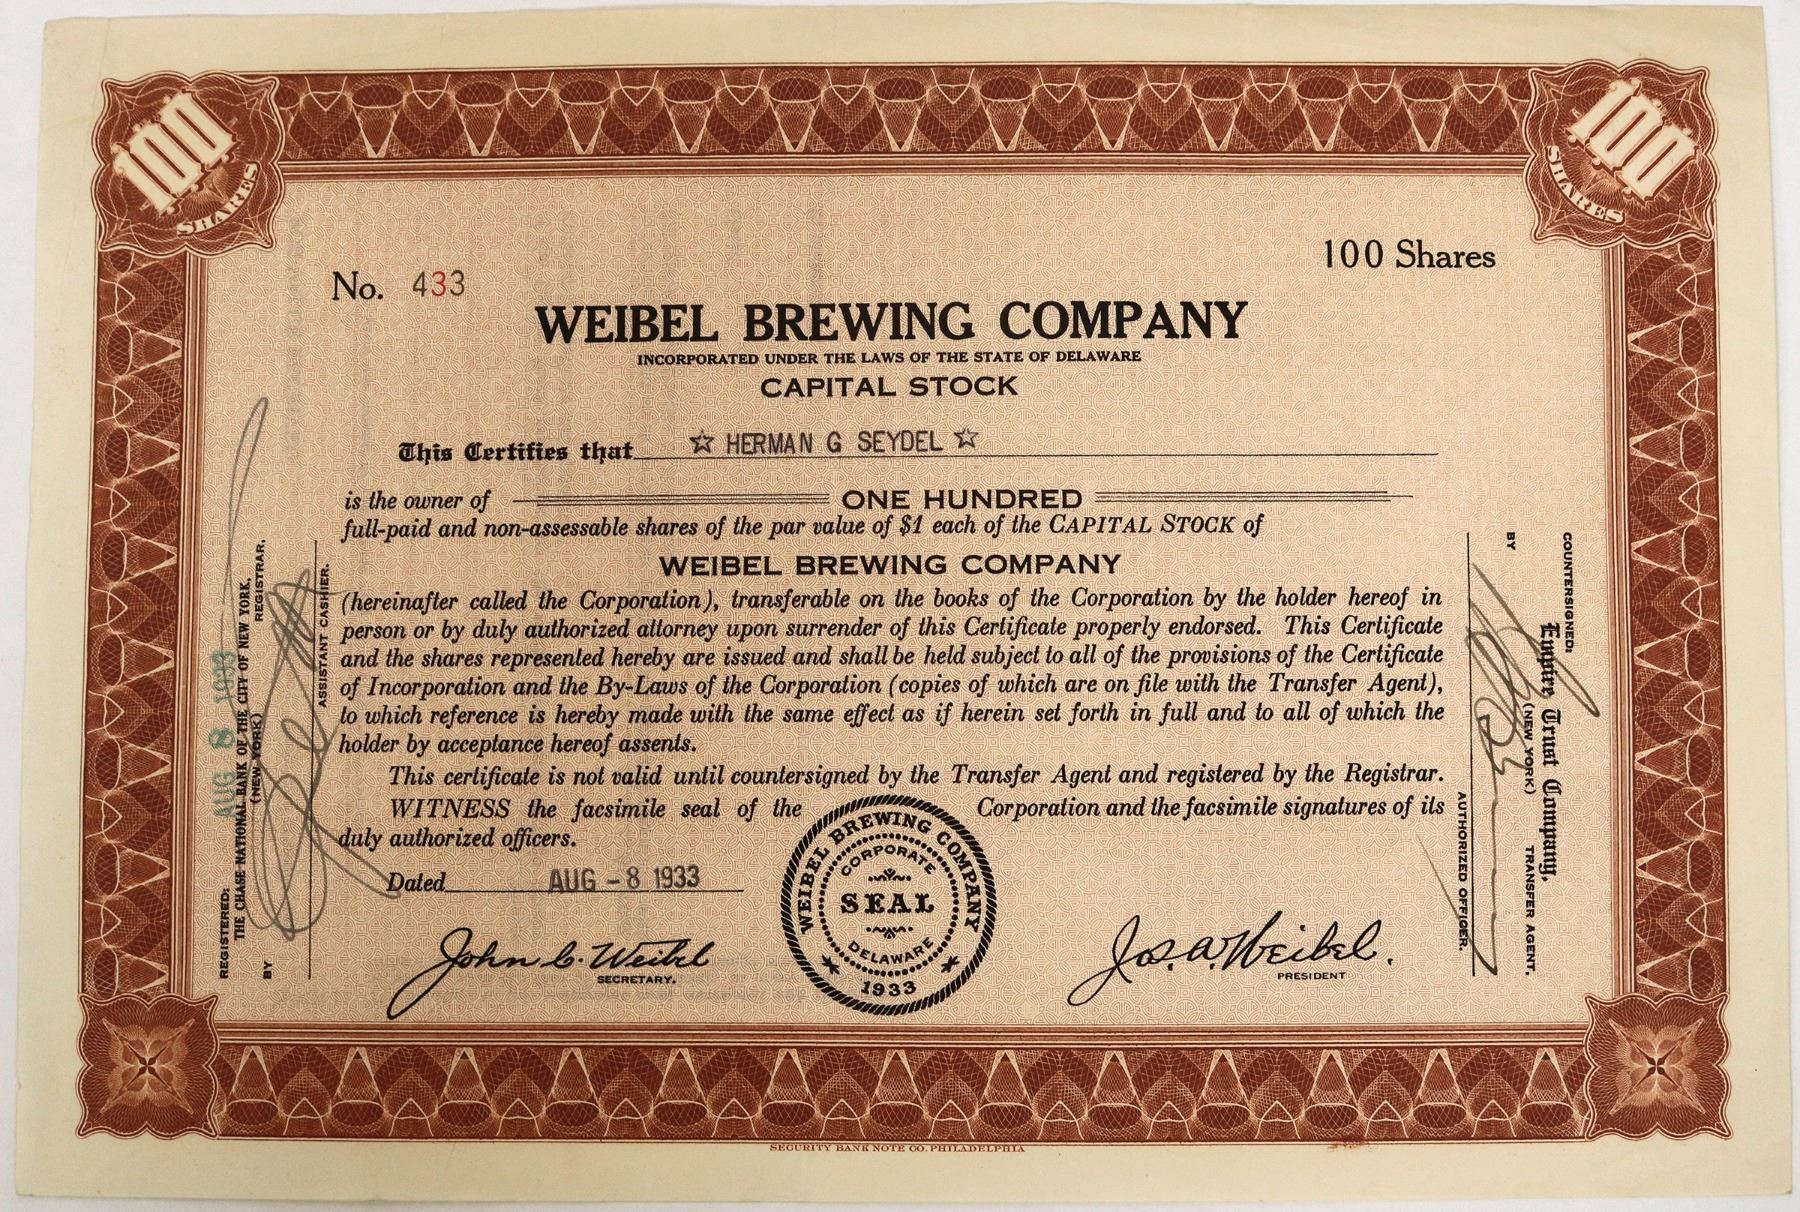 100 SHARES
100 SHARES
100 Shares
No. 433
WEIBEL BREWING COMPANY
INCORPORATED UNDER THE LAWS OF THE STATE OF DELAWARE
CAPITAL STOCK
This Certifies that ☆ HERMAN G SEYDEL ☆
is the owner of ONE HUNDRED
full-paid and non-assessable shares of the par value of $1 each of the CAPITAL STOCK of
WEIBEL BREWING COMPANY
(hereinafter called the Corporation), transferable on the books of the Corporation by the holder hereof in
person or by duly authorized attorney upon surrender of this Certificate properly endorsed. This Certificate
and the shares represented hereby are issued and shall be held subject to all of the provisions of the Certificate
of Incorporation and the By-Laws of the Corporation (copies of which are on file with the Transfer Agent),
to which reference is hereby made with the same effect as if herein set forth in full and to all of which the
holder by acceptance hereof assents.
This certificate is not valid until countersigned by the Transfer Agent and registered by the Registrar.
WITNESS the facsimile seal of the Corporation and the facsimile signatures of its
duly authorized officers.
Dated AUG - 8 1933
WEIBEL BREWING COMPANY
CORPORATE
SEAL
DELAWARE
1933
John C. Weibel
SECRETARY.
Jos. A. Weibel.
PRESIDENT
AUG 8 1933
REGISTERED:
THE CHASE NATIONAL BANK OF THE CITY OF NEW YORK,
(NEW YORK) REGISTRAR,
BY
ASSISTANT CASHIER.
COUNTERSIGNED:
Empire Trust Company,
(NEW YORK) TRANSFER AGENT,
BY
AUTHORIZED OFFICER.
SECURITY BANK NOTE CO. PHILADELPHIA